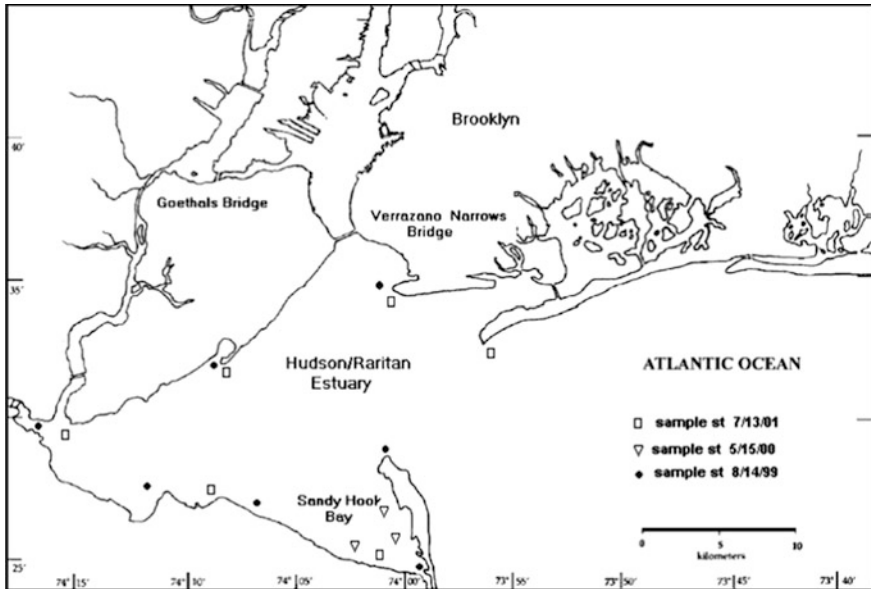 Brooklyn
40'
Goethals Bridge
Verrazano Narrows
Bridge
35'
Hudson/Raritan
Estuary
ATLANTIC OCEAN
sample st 7/13/01
sample st 5/15/00
sample st 8/14/99
Sandy Hook
Bay
0 5 10
kilometers
25'
74° 15' 74° 10' 74° 05' 74° 00' 73° 55' 73° 50' 73° 45' 73° 40'